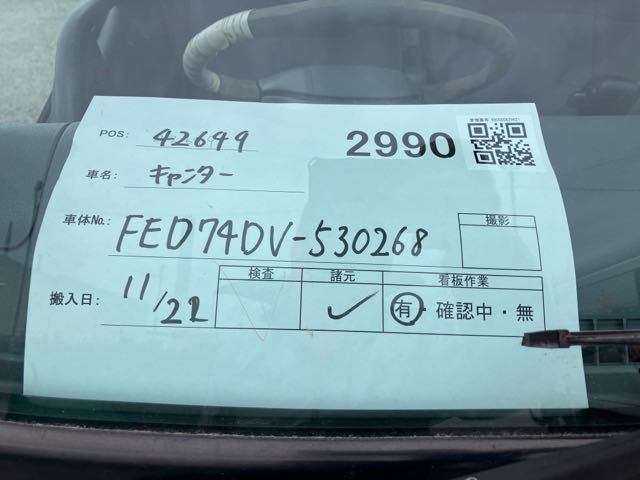 POS: 42649
2990
車名: キャンター
車体No.: FED74DV-530268
撮影
搬入日: 11/21
検査 諸元 看板作業
✓ 有・確認中・無